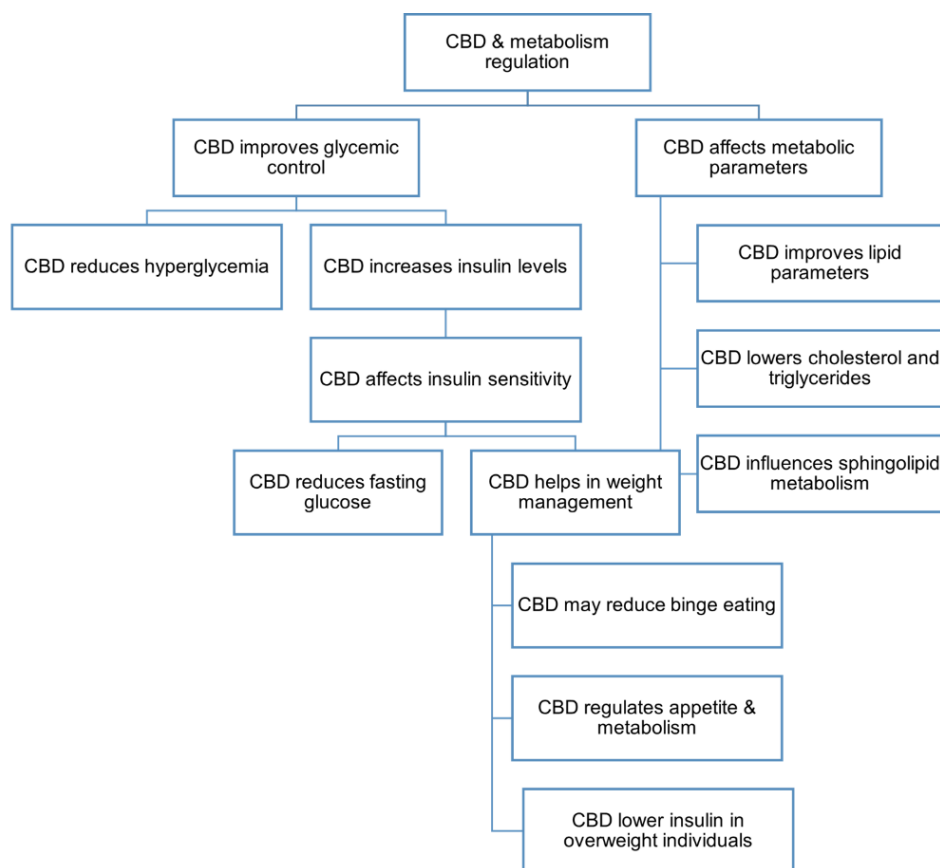 CBD & metabolism
regulation
CBD improves glycemic
control
CBD affects metabolic
parameters
CBD reduces hyperglycemia
CBD increases insulin levels
CBD improves lipid
parameters
CBD affects insulin sensitivity
CBD lowers cholesterol and
triglycerides
CBD reduces fasting
glucose
CBD helps in weight
management
CBD influences sphingolipid
metabolism
CBD may reduce binge eating
CBD regulates appetite &
metabolism
CBD lower insulin in
overweight individuals